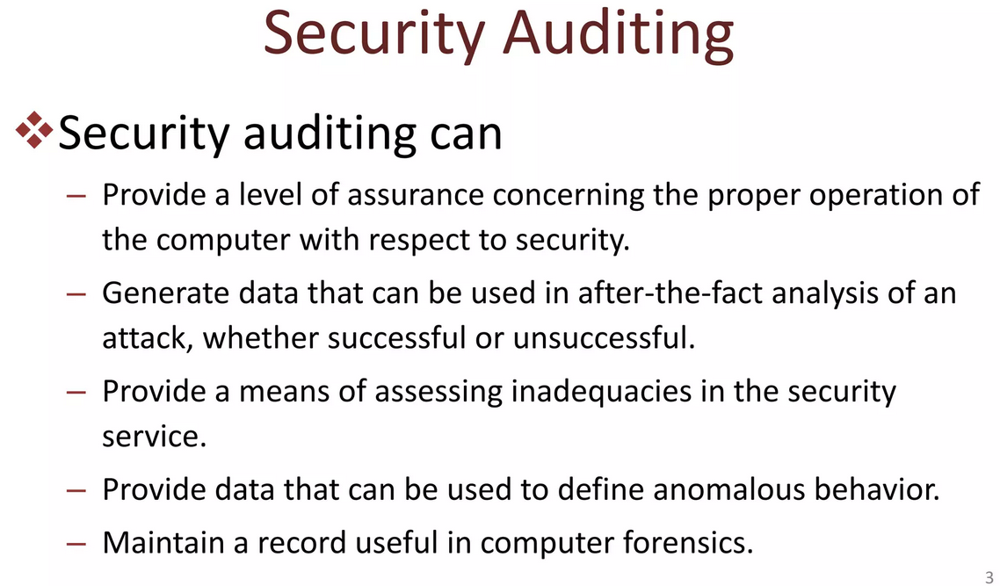 Security Auditing
❖Security auditing can
– Provide a level of assurance concerning the proper operation of
the computer with respect to security.
– Generate data that can be used in after-the-fact analysis of an
attack, whether successful or unsuccessful.
– Provide a means of assessing inadequacies in the security
service.
– Provide data that can be used to define anomalous behavior.
– Maintain a record useful in computer forensics.
3